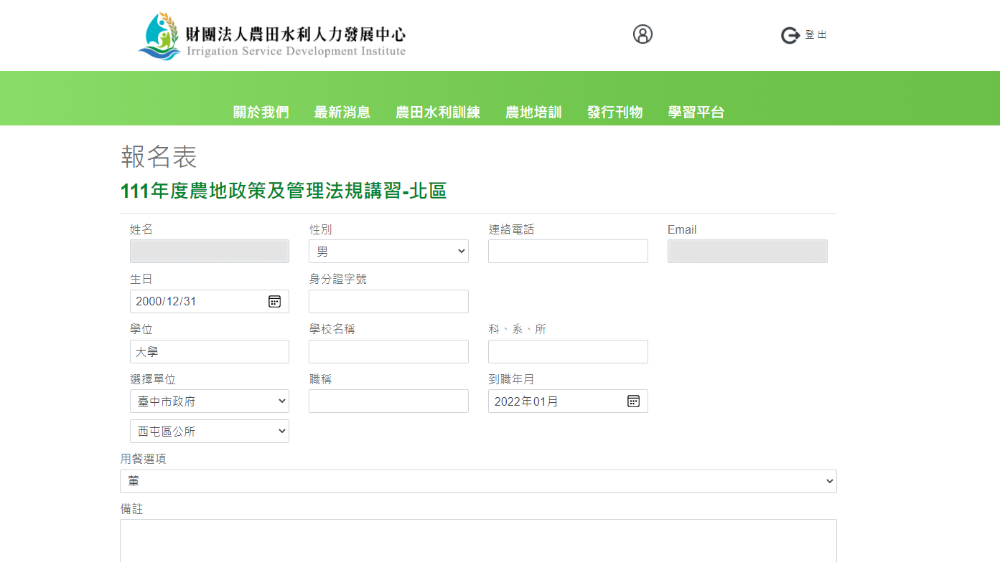 財團法人農田水利人力發展中心
Irrigation Service Development Institute
登出
關於我們 最新消息 農田水利訓練 農地培訓 發行刊物 學習平台
報名表
111年度農地政策及管理法規講習-北區
姓名 性別 連絡電話 Email
男
生日 身分證字號
2000/12/31
學位 學校名稱 科、系、所
大學
選擇單位 職稱 到職年月
臺中市政府 2022年01月
西屯區公所
用餐選項
葷
備註